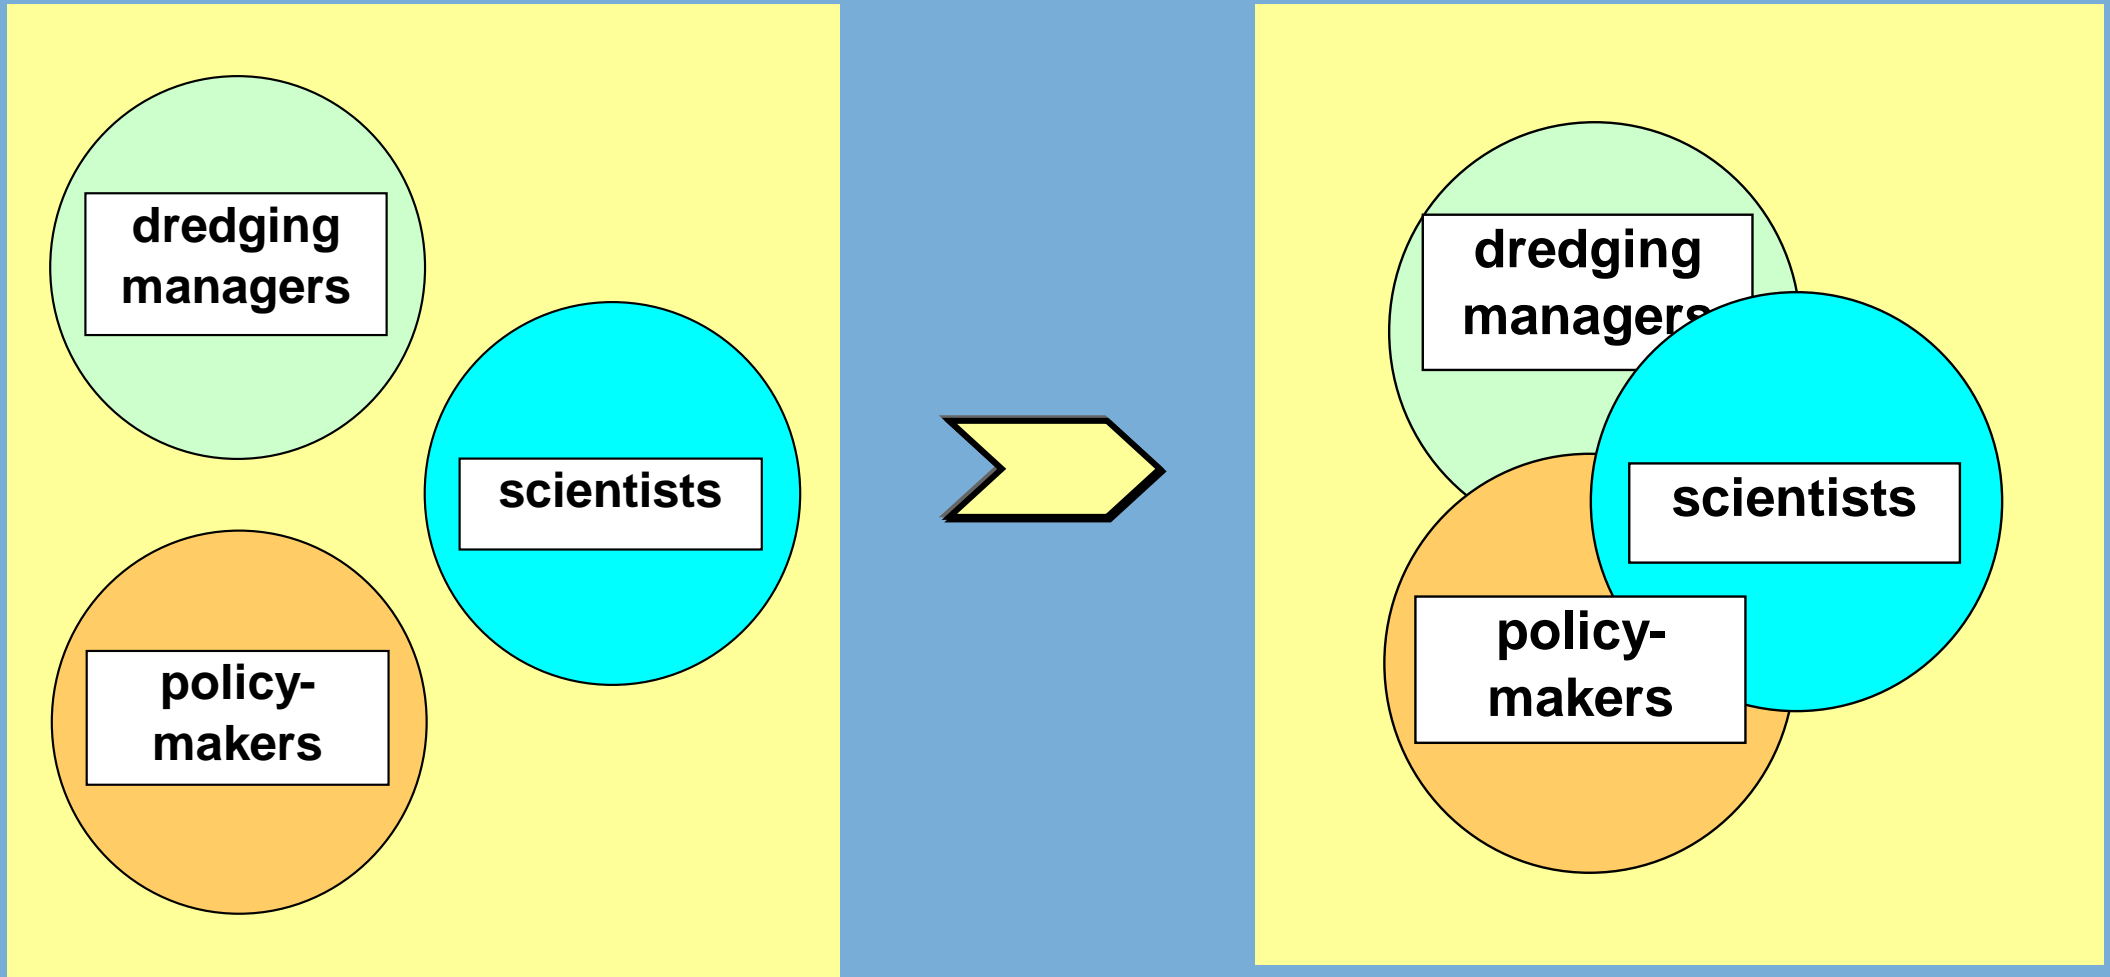 dredging
managers
scientists
policy-
makers
dredging
managers
scientists
policy-
makers